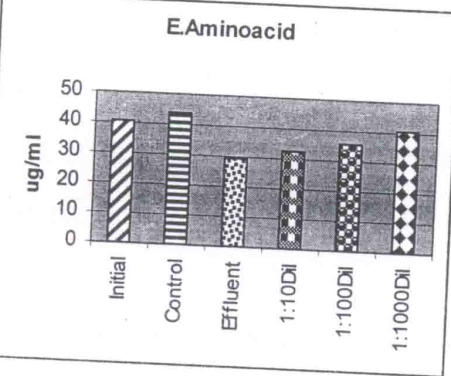 E.Aminoacid
50
40
30
20
10
0
ug/ml
Initial
Control
Effluent
1:10Dil
1:100Dil
1:1000Dil